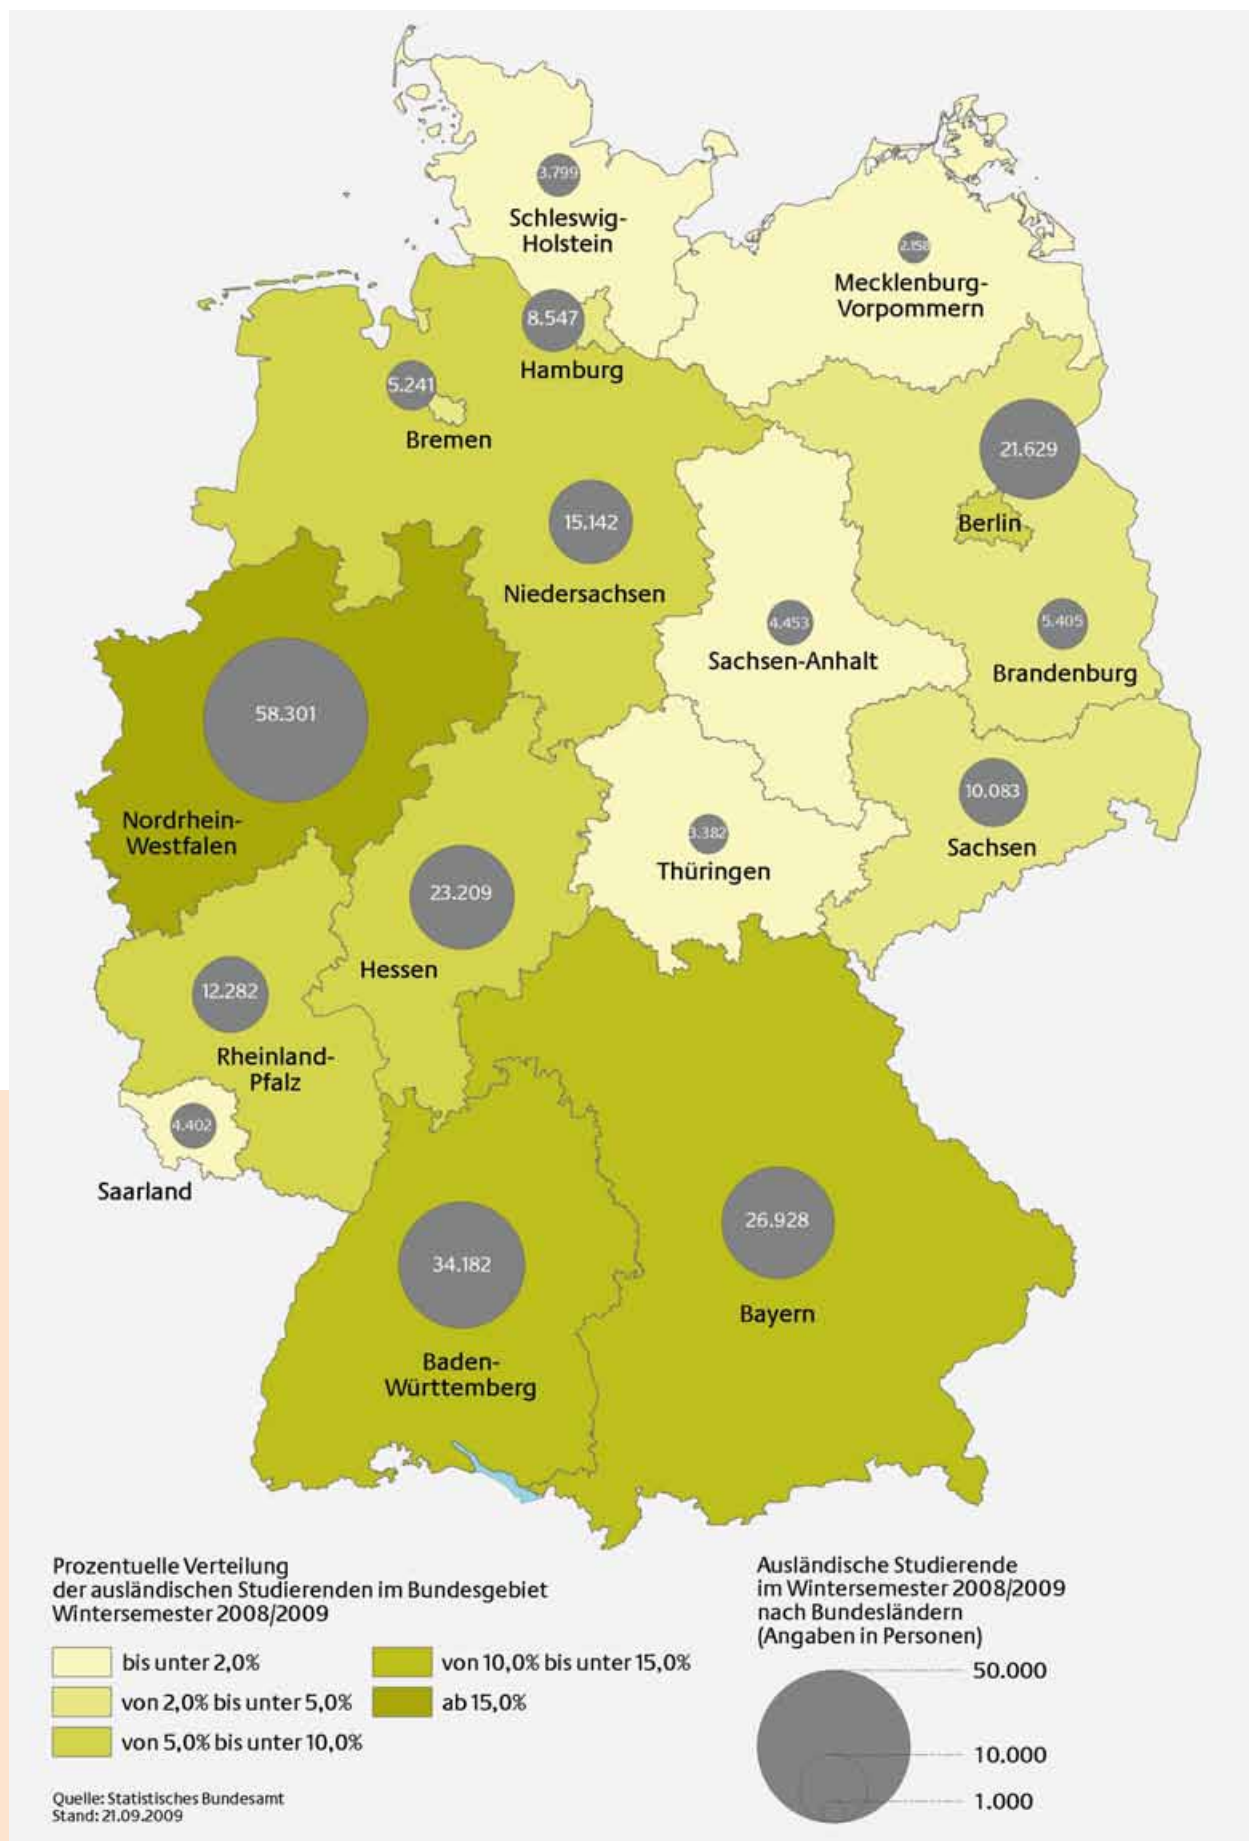 3.799
Schleswig-
Holstein
2.158
Mecklenburg-
Vorpommern
8.547
Hamburg
5.241
Bremen
21.629
Berlin
15.142
Niedersachsen
4.453
Sachsen-Anhalt
5.405
Brandenburg
58.301
Nordrhein-
Westfalen
10.083
Sachsen
3.382
Thüringen
23.209
Hessen
12.282
Rheinland-
Pfalz
4.402
Saarland
34.182
Baden-
Württemberg
26.928
Bayern
Prozentuelle Verteilung
der ausländischen Studierenden im Bundesgebiet
Wintersemester 2008/2009
bis unter 2,0%
von 2,0% bis unter 5,0%
von 5,0% bis unter 10,0%
von 10,0% bis unter 15,0%
ab 15,0%
Quelle: Statistisches Bundesamt
Stand: 21.09.2009
Ausländische Studierende
im Wintersemester 2008/2009
nach Bundesländern
(Angaben in Personen)
50.000
10.000
1.000